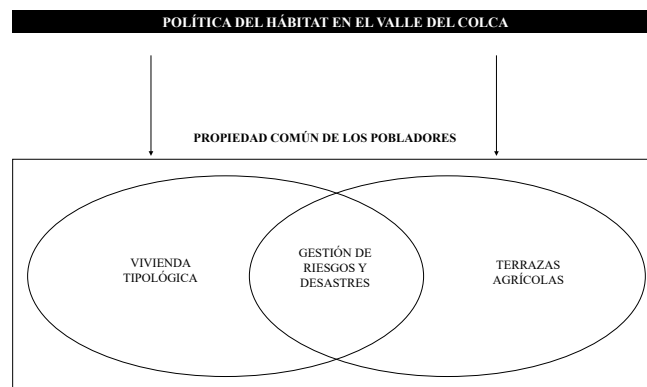 POLÍTICA DEL HÁBITAT EN EL VALLE DEL COLCA
PROPIEDAD COMÚN DE LOS POBLADORES
VIVIENDA
TIPOLÓGICA
GESTIÓN DE
RIESGOS Y
DESASTRES
TERRAZAS
AGRÍCOLAS